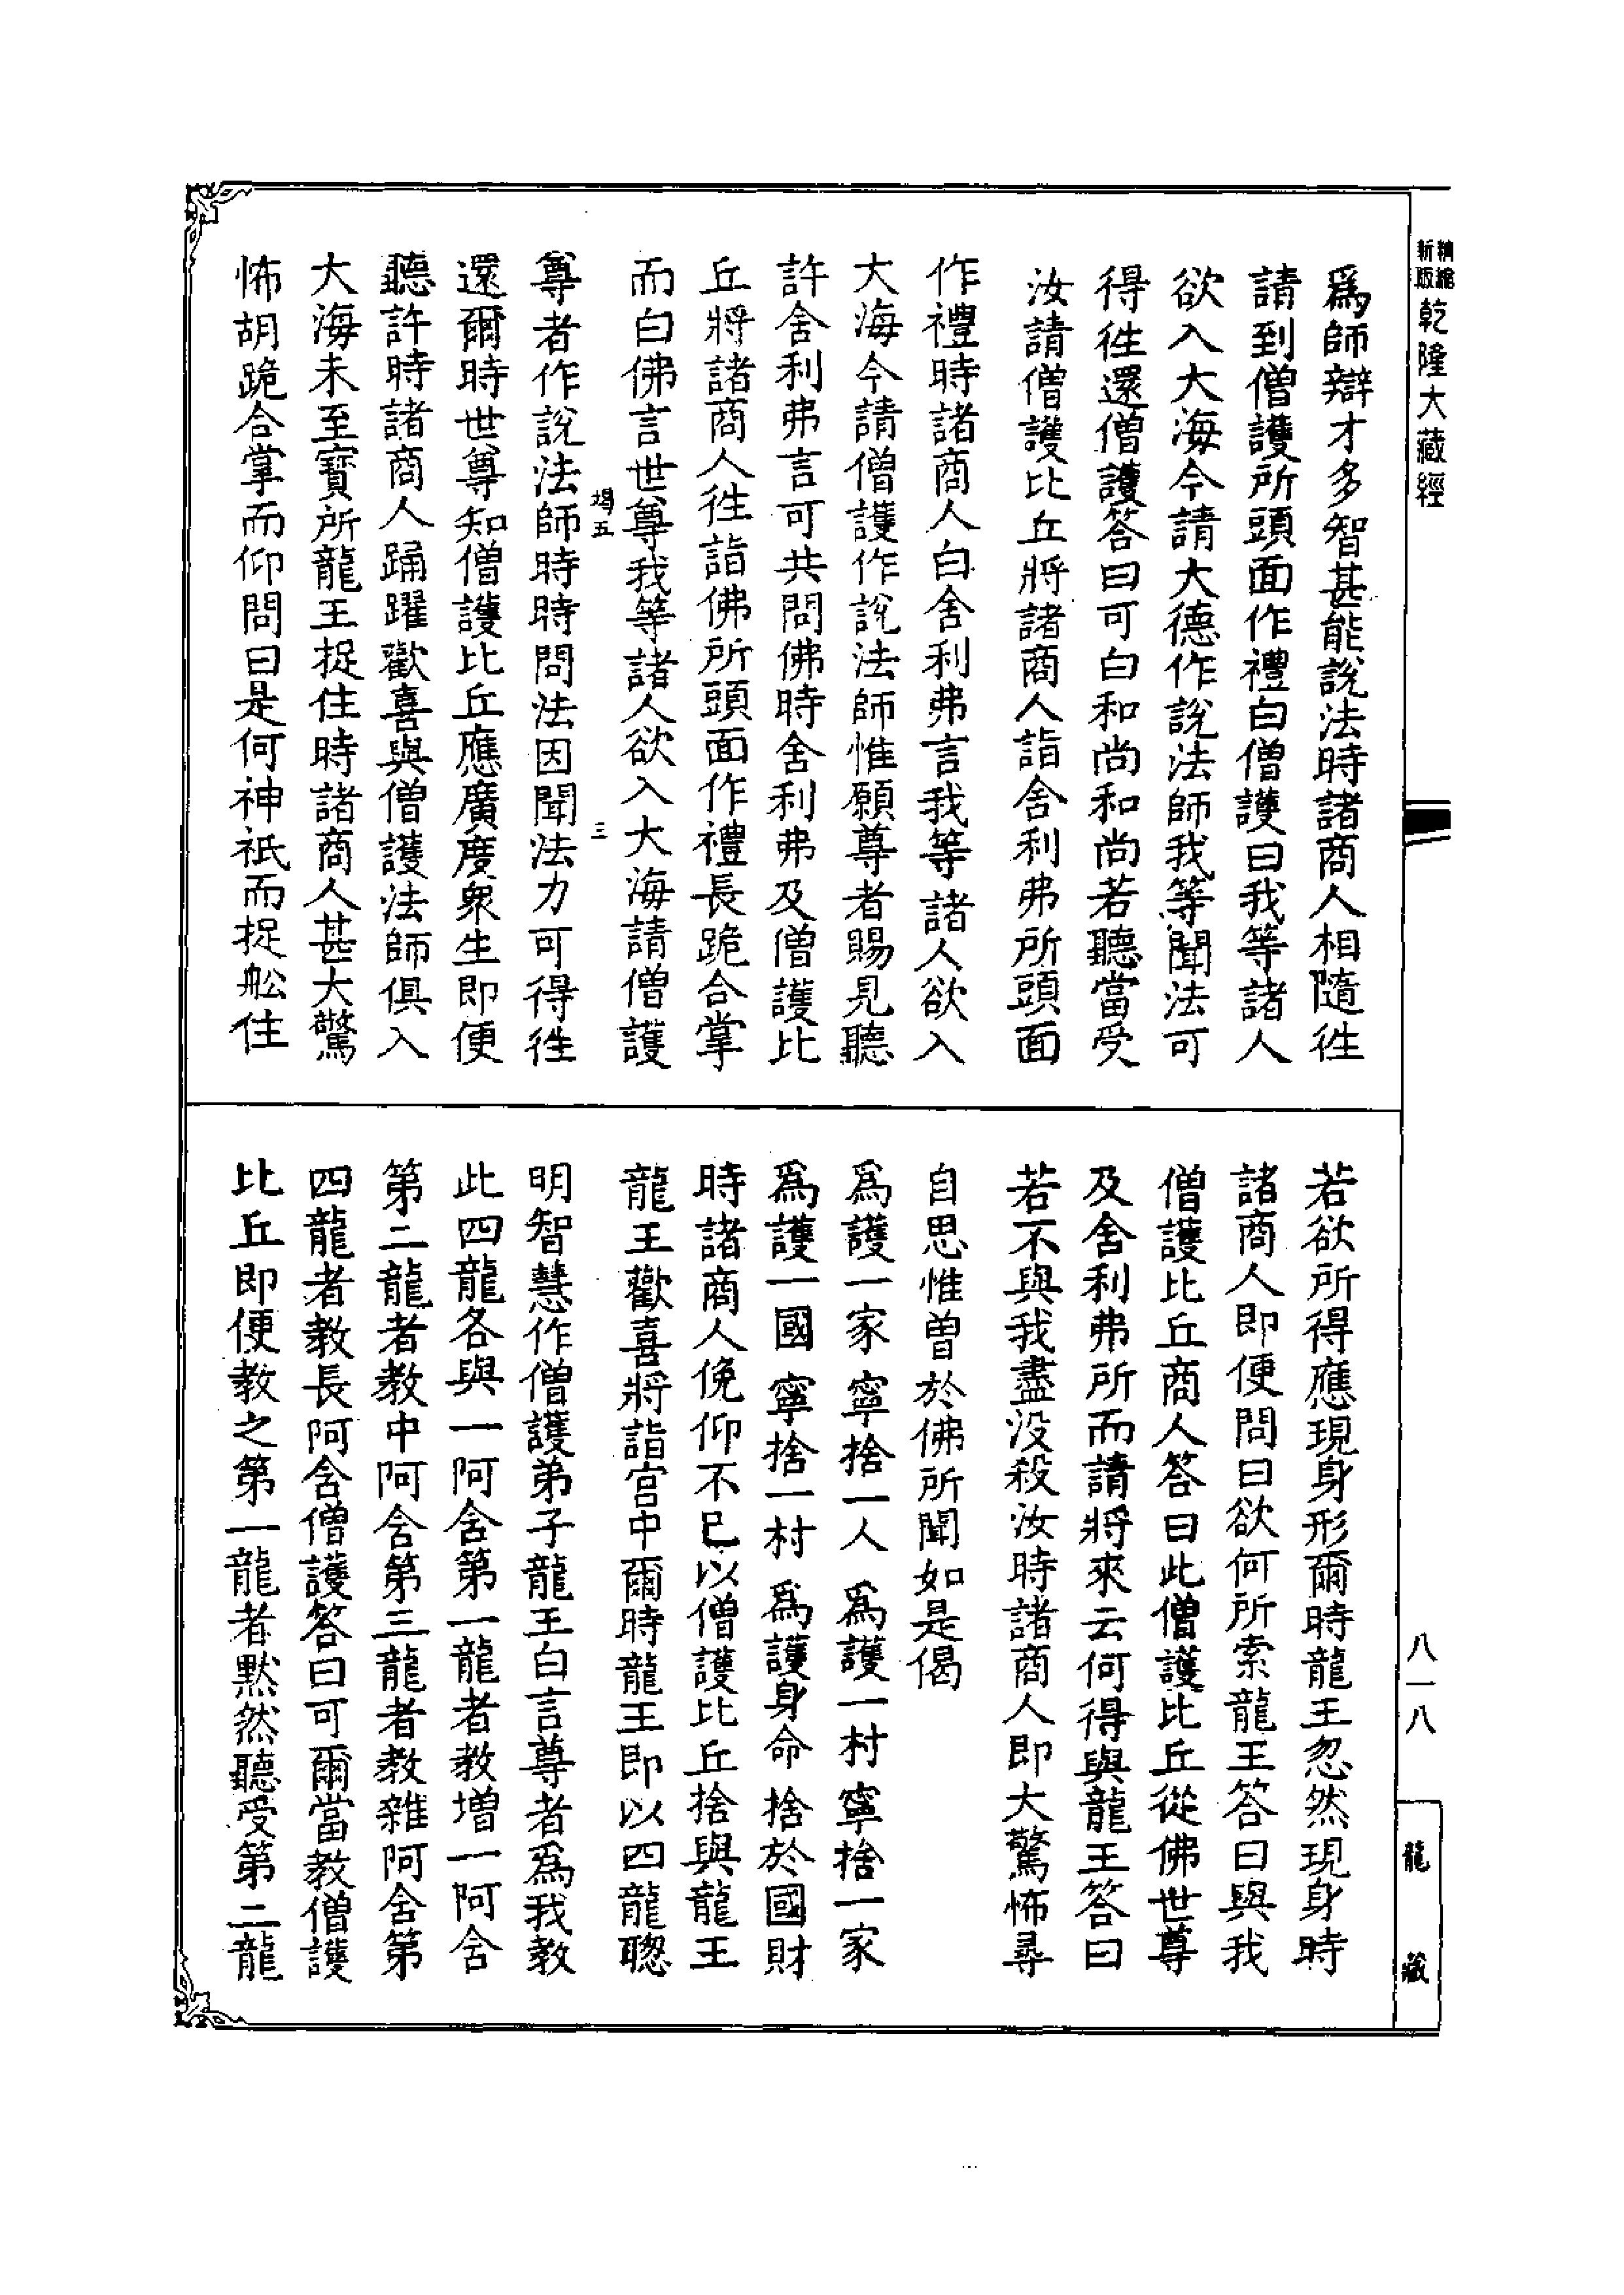 精縮
新版
乾隆大藏經
爲師辯才多智甚能說法時諸商人相隨徃
請到僧護所頭面作禮白僧護曰我等諸人
欲入大海今請大德作說法師我等聞法可
得徃還僧護答曰可白和尚和尚若聽當受
汝請僧護比丘將諸商人詣舍利弗所頭面
作禮時諸商人白舍利弗言我等諸人欲入
大海今請僧護作說法師惟願尊者賜見聽
許舍利弗言可共問佛時舍利弗及僧護比
丘將諸商人徃詣佛所頭面作禮長跪合掌
而白佛言世尊我等諸人欲入大海請僧護
竭五 三
尊者作說法師時時問法因聞法力可得徃
還爾時世尊知僧護比丘應廣度衆生即便
聽許時諸商人踊躍歡喜與僧護法師俱入
大海未至寶所龍王捉住時諸商人甚大驚
怖胡跪合掌而仰問曰是何神祇而捉舩住
若欲所得應現身形爾時龍王忽然現身時
諸商人即便問曰欲何所索龍王答曰與我
僧護比丘商人答曰此僧護比丘從佛世尊
及舍利弗所而請將來云何得與龍王答曰
若不與我盡没殺汝時諸商人即大驚怖尋
自思惟曾於佛所聞如是偈
爲護一家 寧捨一人 爲護一村 寧捨一家
爲護一國 寧捨一村 爲護身命 捨於國財
時諸商人俛仰不已以僧護比丘捨與龍王
龍王歡喜將詣宮中爾時龍王即以四龍聰
明智慧作僧護弟子龍王白言尊者爲我教
此四龍各與一阿含第一龍者教增一阿含
第二龍者教中阿含第三龍者教雜阿含第
四龍者教長阿含僧護答曰可爾當教僧護
比丘即便教之第一龍者黙然聽受第二龍
八一八
龍藏